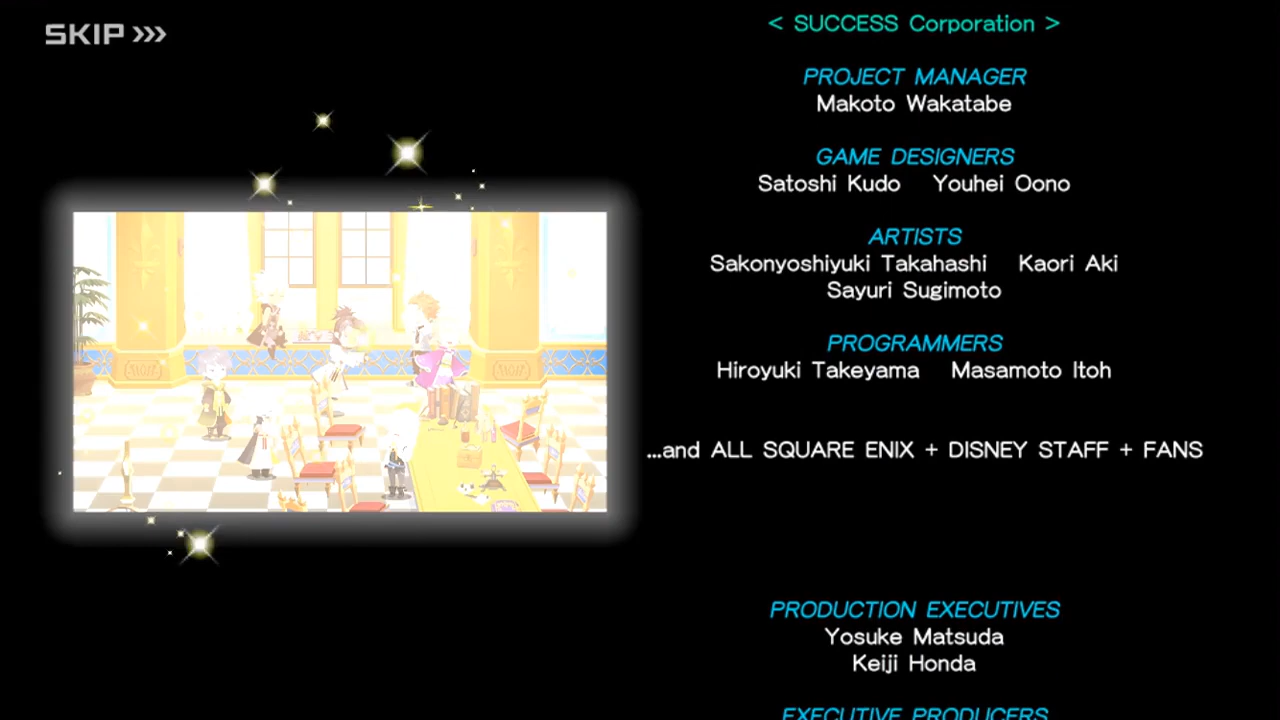 SKIP >>>
< SUCCESS Corporation >
PROJECT MANAGER
Makoto Wakatabe
GAME DESIGNERS
Satoshi Kudo Youhei Oono
ARTISTS
Sakonyoshiyuki Takahashi Kaori Aki
Sayuri Sugimoto
PROGRAMMERS
Hiroyuki Takeyama Masamoto Itoh
...and ALL SQUARE ENIX + DISNEY STAFF + FANS
PRODUCTION EXECUTIVES
Yosuke Matsuda
Keiji Honda
EXECUTIVE PRODUCERS